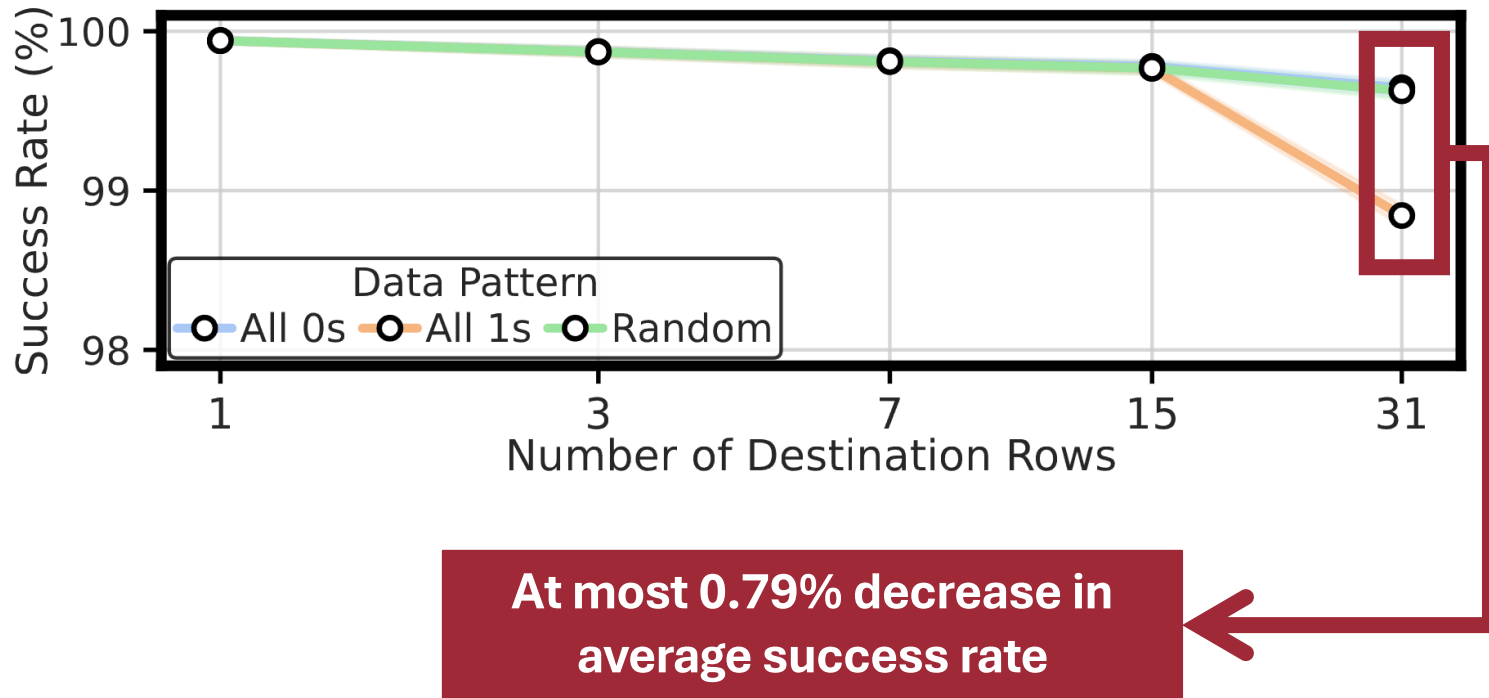 Success Rate (%)
100
99
98
Data Pattern
All 0s All 1s Random
1 3 7 15 31
Number of Destination Rows
At most 0.79% decrease in
average success rate